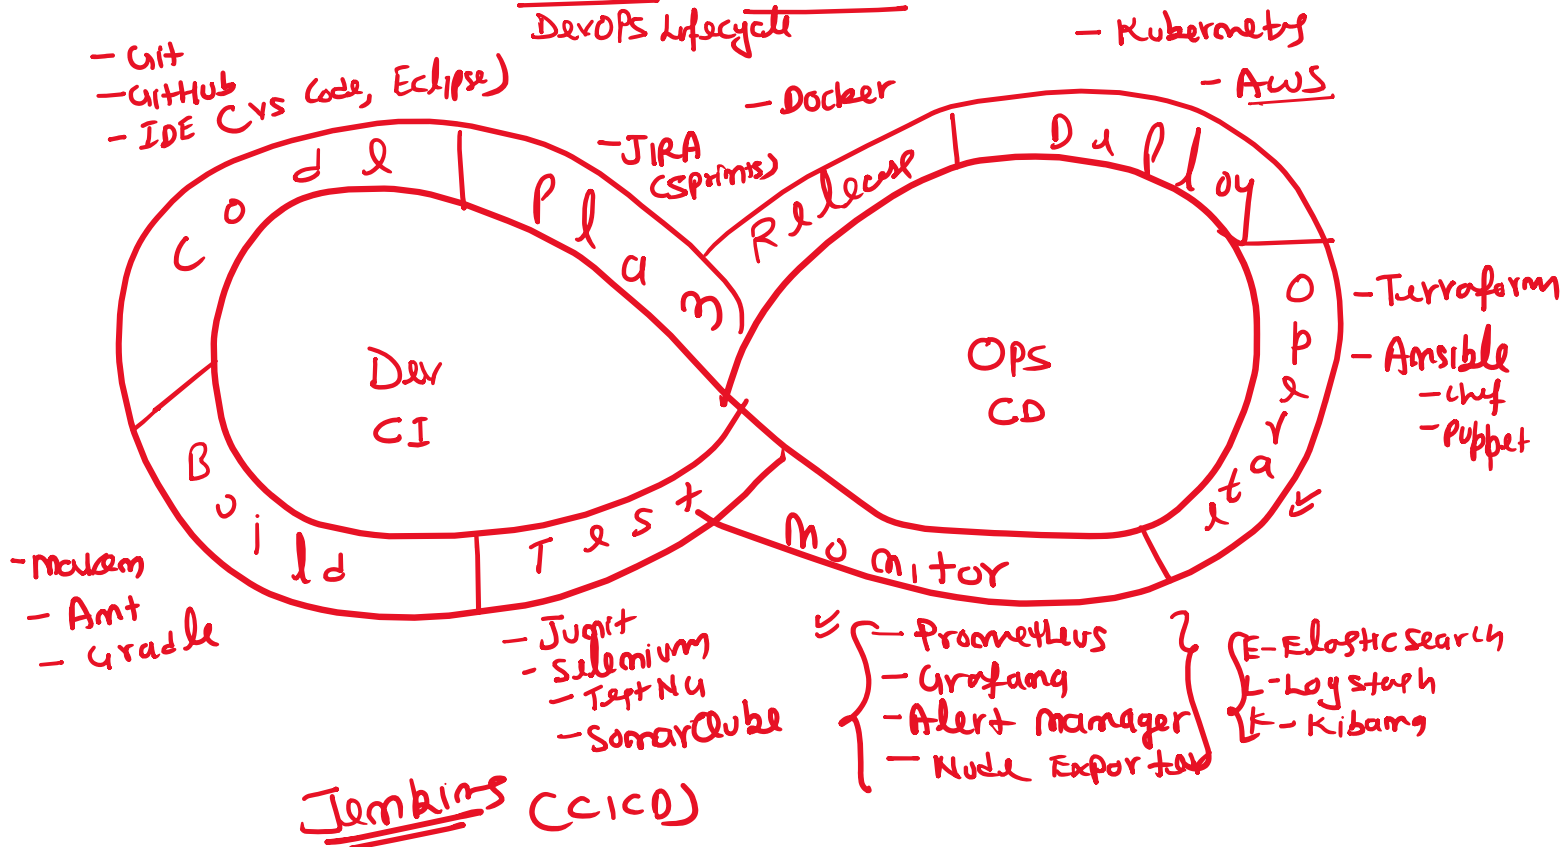 DevOPS Lifecycle
- Git
- GitHub
- IDE (vs Code, Eclipse)
- JIRA
(Sprints)
- Docker
- Kubernetes
- AWS
Code
Plan
Release
Deploy
Operate
Dev
CI
OPS
CD
- Terraform
- Ansible
- Chef
- Puppet
Build
Test
Monitor
- Maven
- Ant
- Gradle
- Junit
- Selenium
- TestNG
- SonarQube
- Prometheus
- Grafana
- Alert manager
- Node Exporter
E - Elastic search
L - Logstash
K - Kibana
Jenkins (CICD)